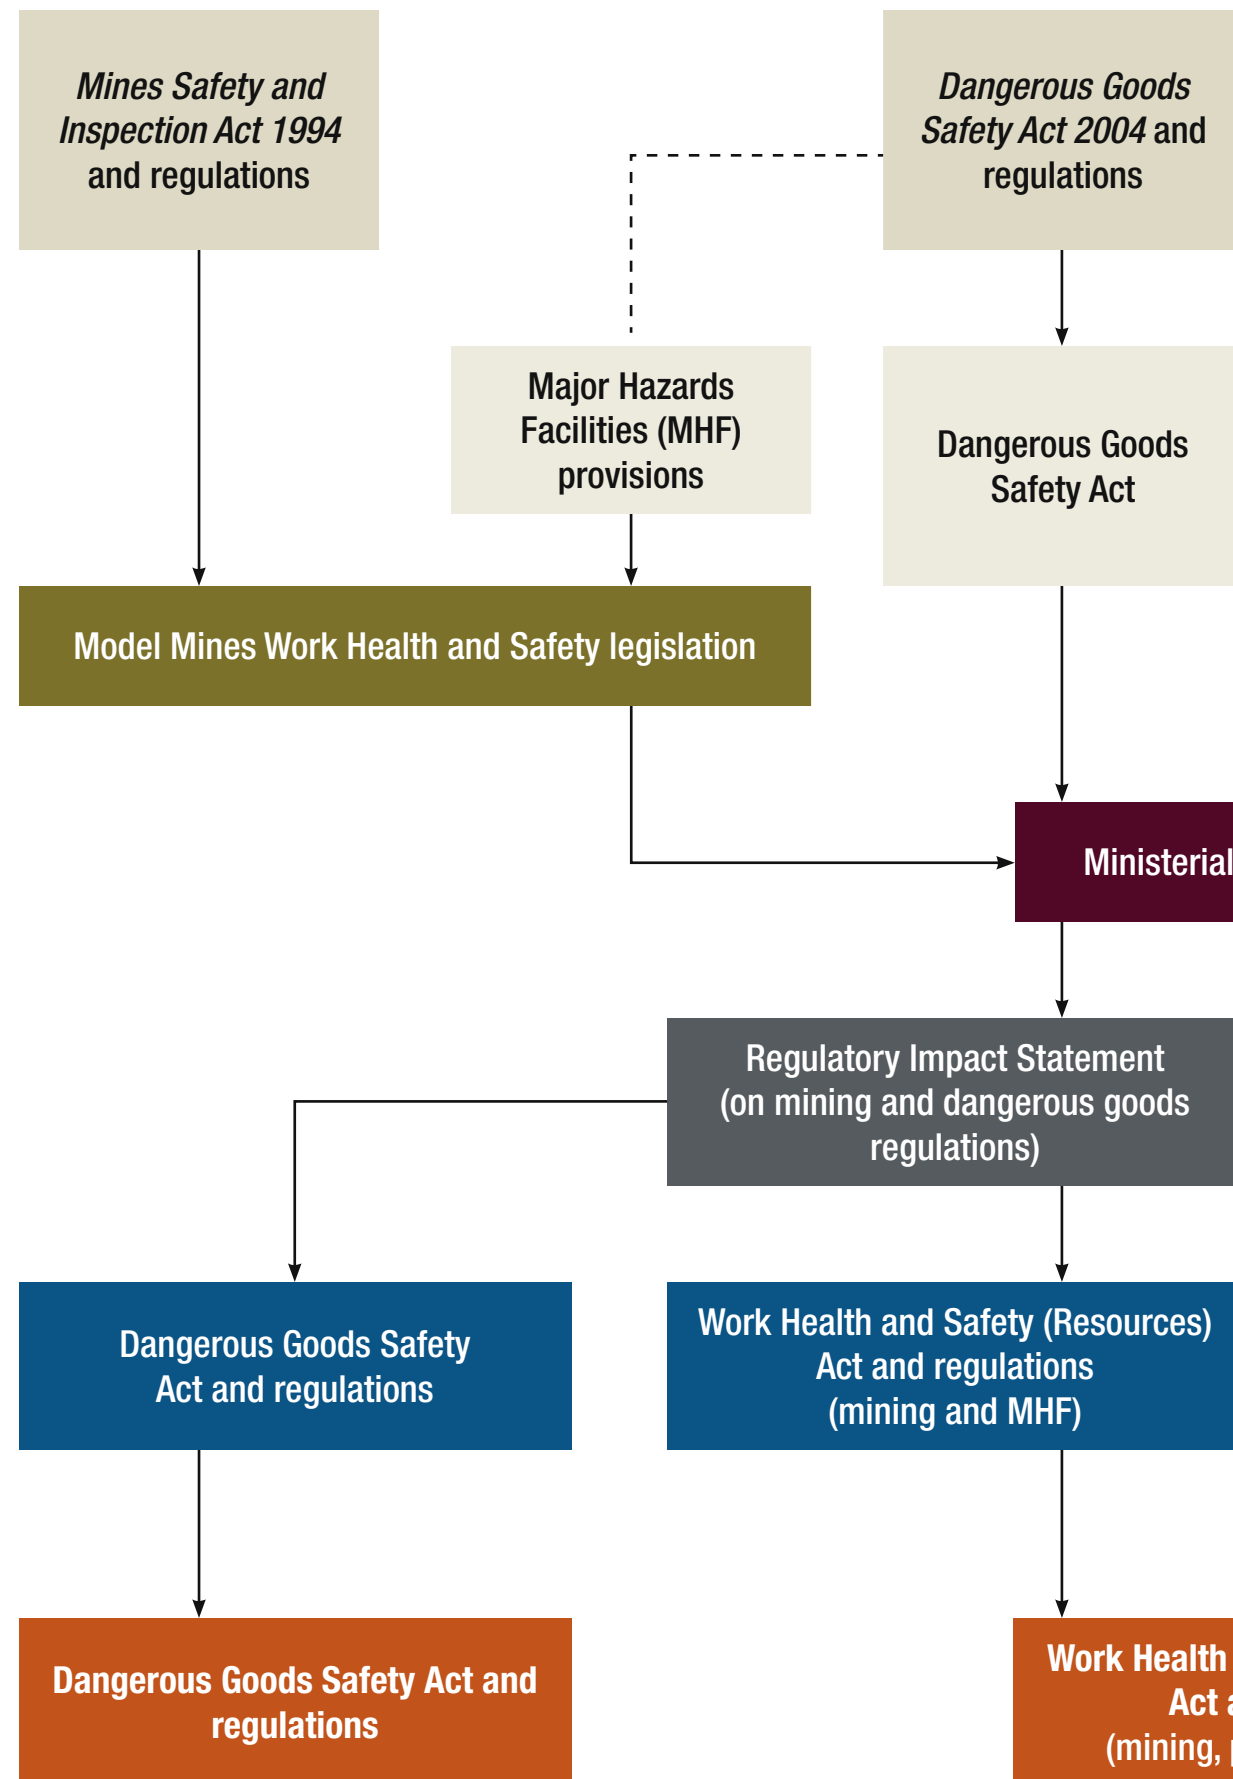 Mines Safety and
Inspection Act 1994
and regulations
Dangerous Goods
Safety Act 2004 and
regulations
Major Hazards
Facilities (MHF)
provisions
Dangerous Goods
Safety Act
Model Mines Work Health and Safety legislation
Ministerial
Regulatory Impact Statement
(on mining and dangerous goods
regulations)
Dangerous Goods Safety
Act and regulations
Work Health and Safety (Resources)
Act and regulations
(mining and MHF)
Dangerous Goods Safety Act and
regulations
Work Health
Act
(mining,